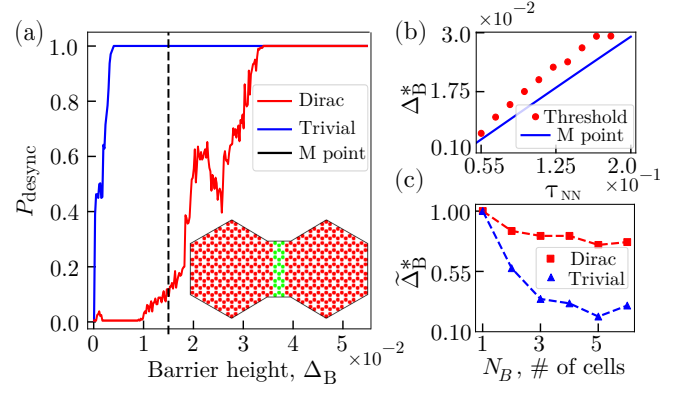 (a)
P_desync
1.0
0.8
0.6
0.4
0.2
0.0
Dirac
Trivial
M point
0 1 2 3 4 5
×10⁻²
Barrier height, Δ_B
(b)
×10⁻²
Δ*_B
3.0
1.75
0.10
Threshold
M point
0.55 1.25 2.0
τ_NN ×10⁻¹
(c)
Δ̃*_B
1.00
0.55
0.10
Dirac
Trivial
1 3 5
N_B, # of cells